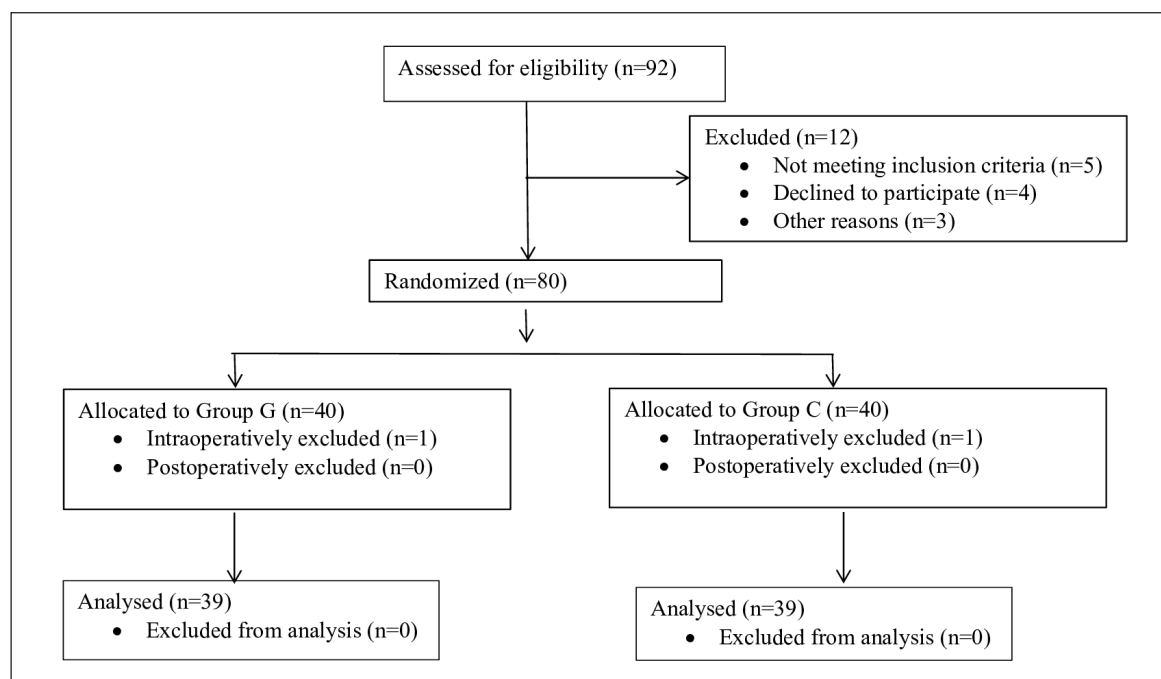 Assessed for eligibility (n=92)
Excluded (n=12)
• Not meeting inclusion criteria (n=5)
• Declined to participate (n=4)
• Other reasons (n=3)
Randomized (n=80)
Allocated to Group G (n=40)
• Intraoperatively excluded (n=1)
• Postoperatively excluded (n=0)
Allocated to Group C (n=40)
• Intraoperatively excluded (n=1)
• Postoperatively excluded (n=0)
Analysed (n=39)
• Excluded from analysis (n=0)
Analysed (n=39)
• Excluded from analysis (n=0)